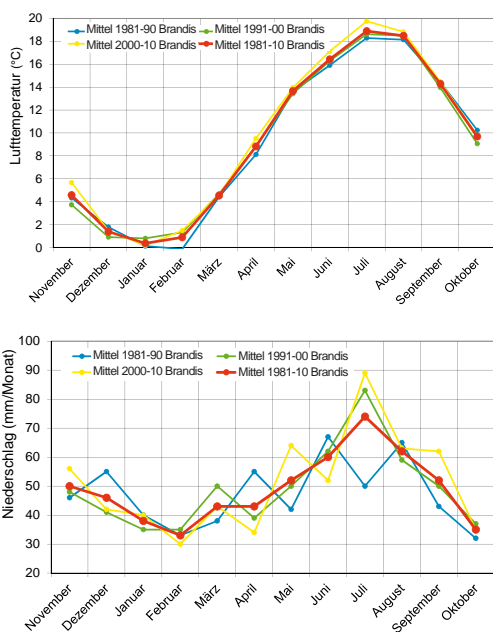 20
18
16
14
12
10
8
6
4
2
0
Lufttemperatur (°C)
Mittel 1981-90 Brandis
Mittel 1991-00 Brandis
Mittel 2000-10 Brandis
Mittel 1981-10 Brandis
November
Dezember
Januar
Februar
März
April
Mai
Juni
Juli
August
September
Oktober
100
90
80
70
60
50
40
30
20
Niederschlag (mm/Monat)
Mittel 1981-90 Brandis
Mittel 1991-00 Brandis
Mittel 2000-10 Brandis
Mittel 1981-10 Brandis
November
Dezember
Januar
Februar
März
April
Mai
Juni
Juli
August
September
Oktober